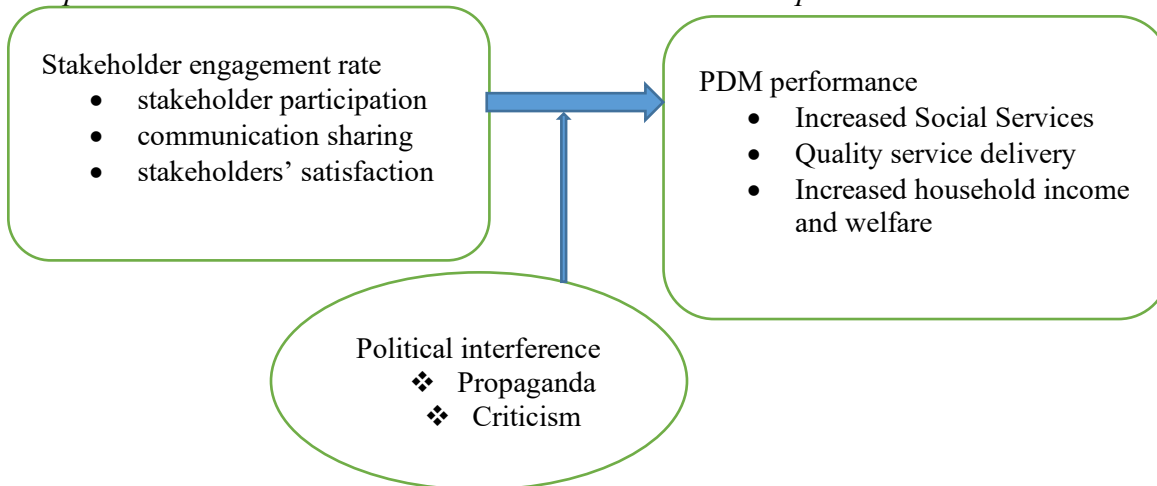 Stakeholder engagement rate
• stakeholder participation
• communication sharing
• stakeholders’ satisfaction
PDM performance
• Increased Social Services
• Quality service delivery
• Increased household income
and welfare
Political interference
❖ Propaganda
❖ Criticism